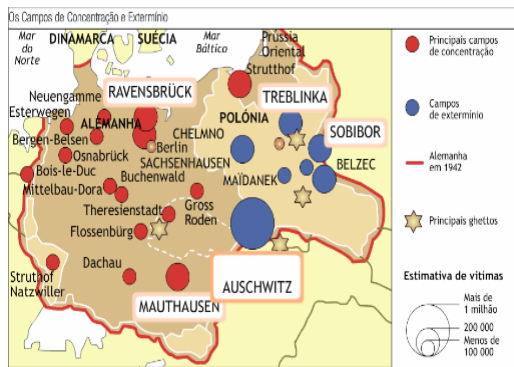 Os Campos de Concentração e Extermínio
Mar
do
Norte
DINAMARCA
SUÉCIA
Mar
Báltico
Prússia
Oriental
Strutthof
RAVENSBRÜCK
TREBLINKA
Neuengamme
Esterwegen
ALEMANHA
POLÓNIA
CHELMNO
SOBIBOR
Bergen-Belsen
Berlin
Osnabrück
SACHSENHAUSEN
BELZEC
Bois-le-Duc
Buchenwald
MAÏDANEK
Mittelbau-Dora
Gross
Roden
Theresienstadt
Flossenbürg
Dachau
Struthof
Natzwiller
MAUTHAUSEN
AUSCHWITZ
Principais campos
de concentração
Campos
de extermínio
Alemanha
em 1942
Principais ghettos
Estimativa de vítimas
Mais de
1 milhão
200 000
Menos de
100 000